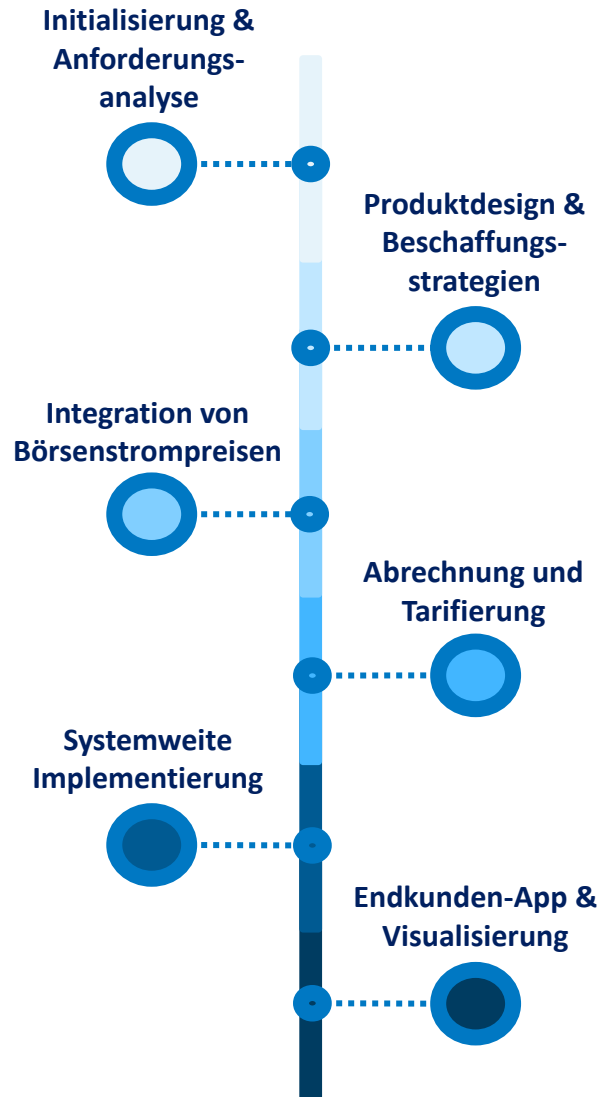 Initialisierung &
Anforderungs-
analyse
Produktdesign &
Beschaffungs-
strategien
Integration von
Börsenstrompreisen
Abrechnung und
Tarifierung
Systemweite
Implementierung
Endkunden-App &
Visualisierung